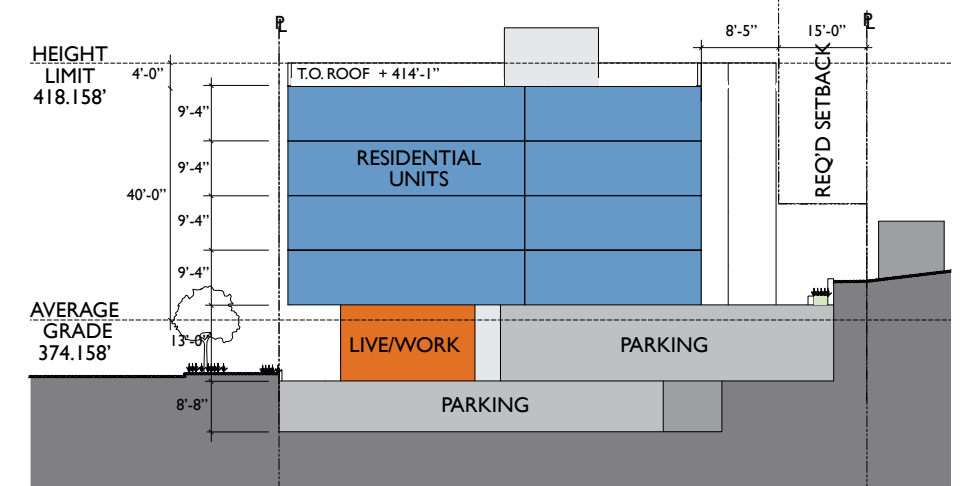 ℄
℄
8'-5"
15'-0"
HEIGHT
LIMIT
418.158'
4'-0"
T.O. ROOF + 414'-1"
REQ'D SETBACK
9'-4"
RESIDENTIAL
UNITS
9'-4"
40'-0"
9'-4"
9'-4"
AVERAGE
GRADE
374.158'
13'-0"
LIVE/WORK
PARKING
8'-8"
PARKING